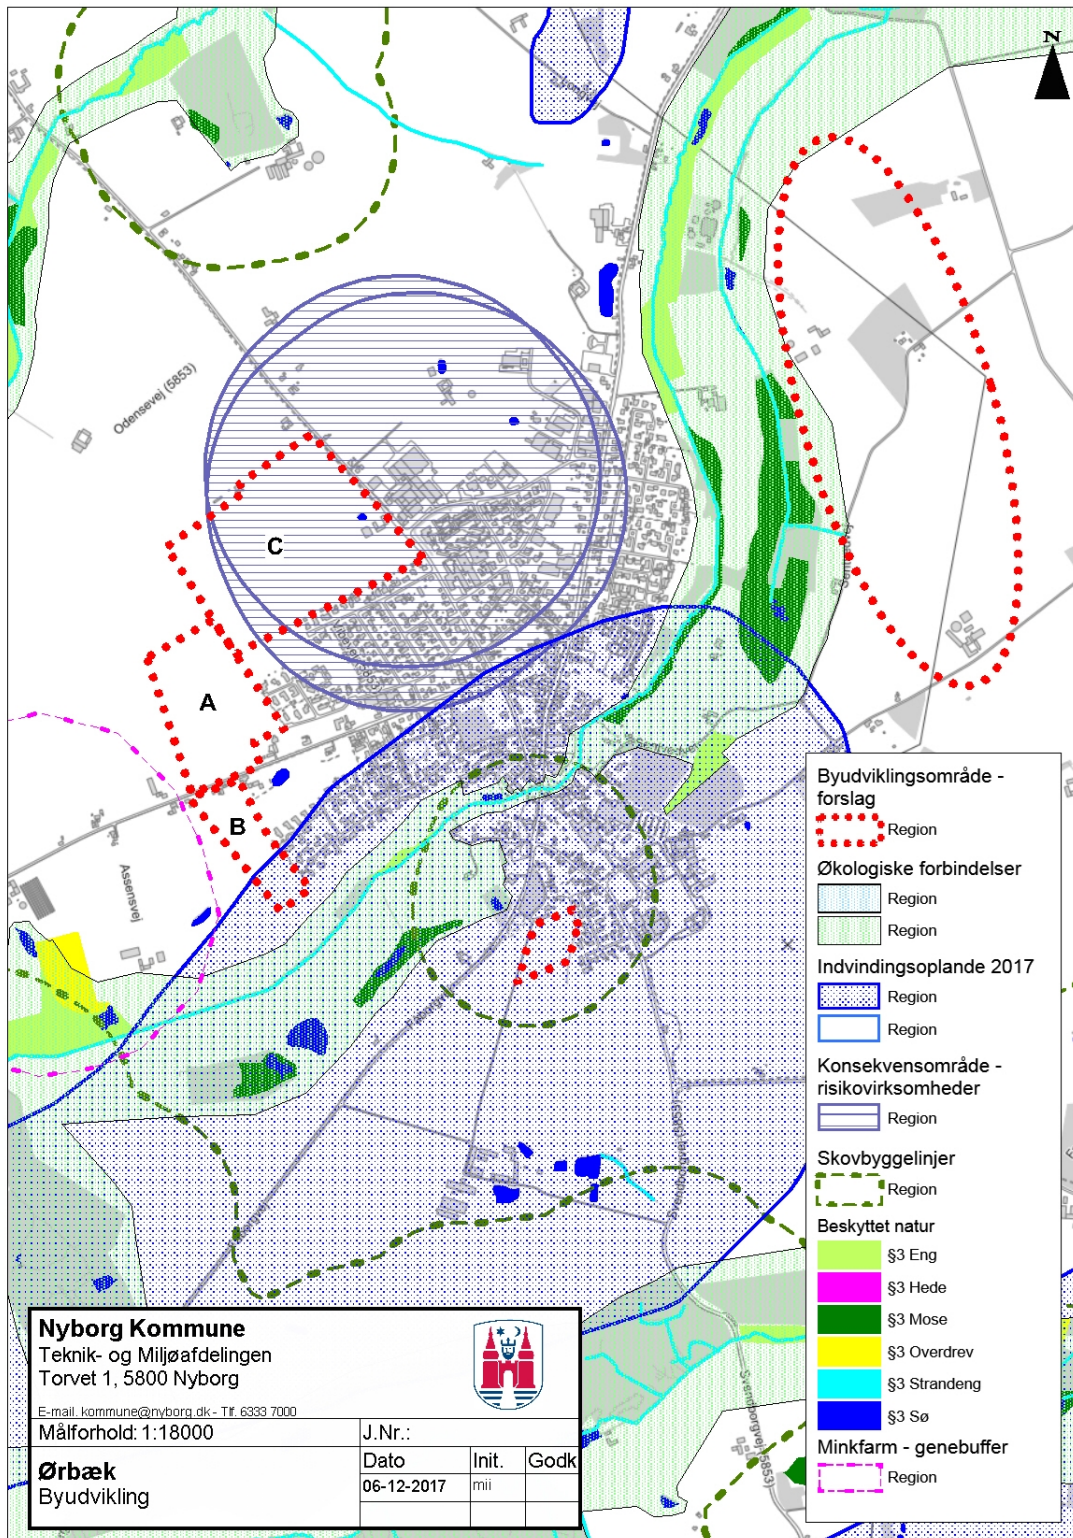 N
Odensevej (5853)
C
A
B
Assensvej
Byudviklingsområde -
forslag
Region
Økologiske forbindelser
Region
Region
Indvindingsoplande 2017
Region
Region
Konsekvensområde -
risikovirksomheder
Region
Skovbyggelinjer
Region
Beskyttet natur
§3 Eng
§3 Hede
§3 Mose
§3 Overdrev
§3 Strandeng
§3 Sø
Minkfarm - genebuffer
Region
Svendborgvej (5853)
Nyborg Kommune
Teknik- og Miljøafdelingen
Torvet 1, 5800 Nyborg
E-mail. kommune@nyborg.dk - Tlf. 6333 7000
Målforhold: 1:18000
J.Nr.:
Ørbæk
Byudvikling
Dato
Init.
Godk
06-12-2017
mii